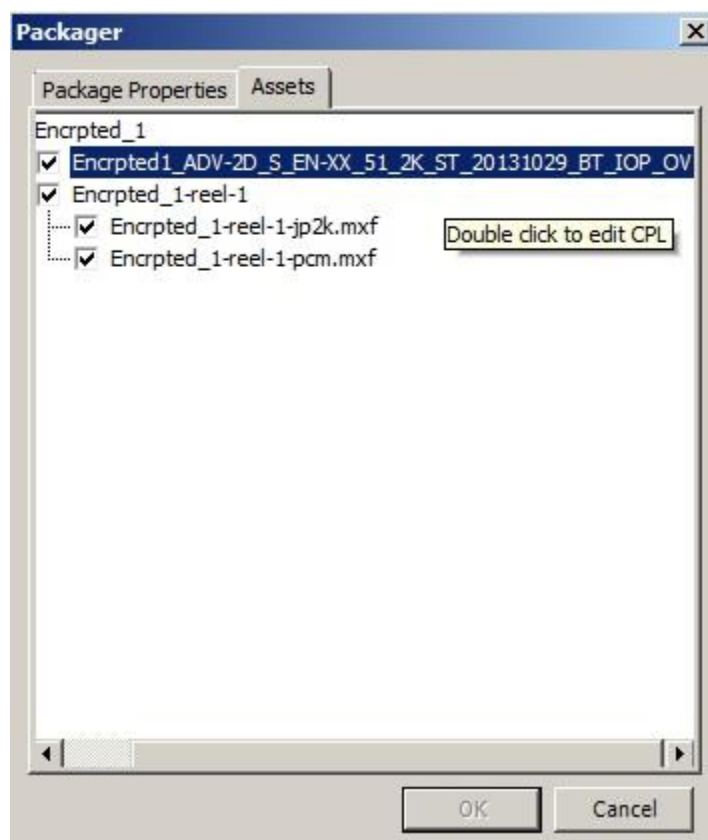 Packager
Package Properties Assets
Encrpted_1
Encrpted1_ADV-2D_S_EN-XX_51_2K_ST_20131029_BT_IOP_OV
Encrpted_1-reel-1
Encrpted_1-reel-1-jp2k.mxf
Double click to edit CPL
Encrpted_1-reel-1-pcm.mxf
OK Cancel